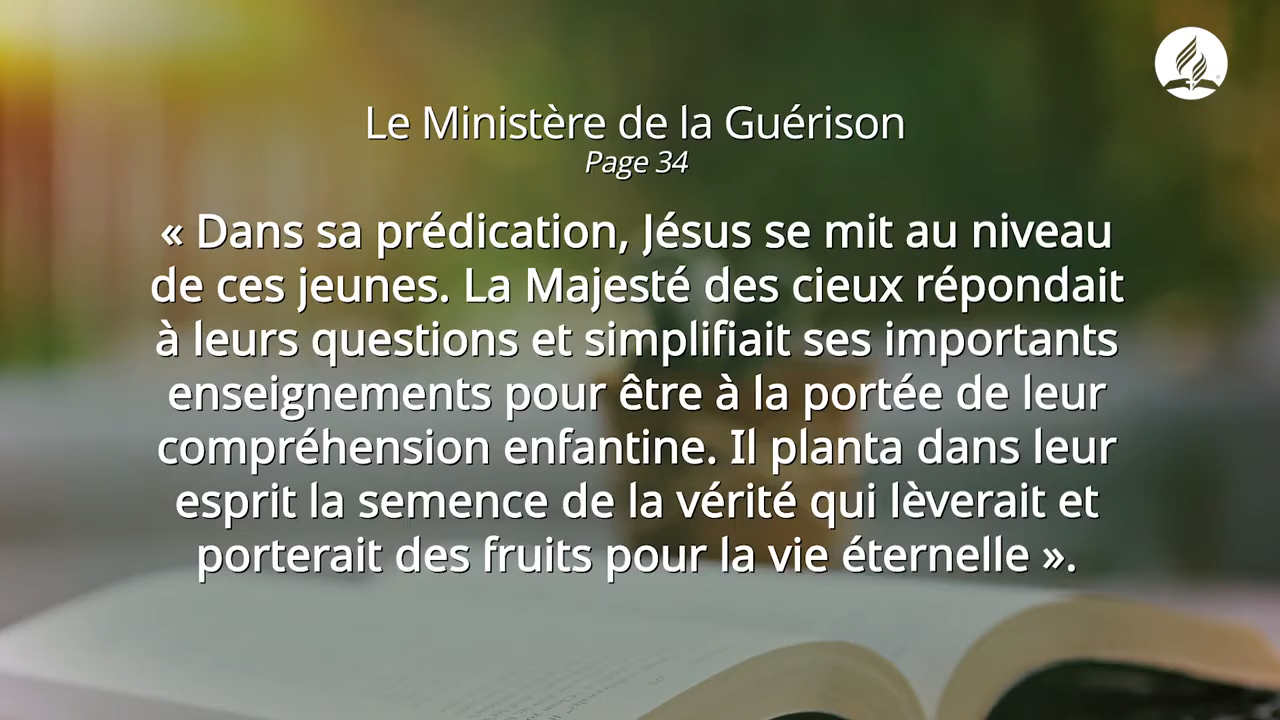 Le Ministère de la Guérison
Page 34
« Dans sa prédication, Jésus se mit au niveau
de ces jeunes. La Majesté des cieux répondait
à leurs questions et simplifiait ses importants
enseignements pour être à la portée de leur
compréhension enfantine. Il planta dans leur
esprit la semence de la vérité qui lèverait et
porterait des fruits pour la vie éternelle ».